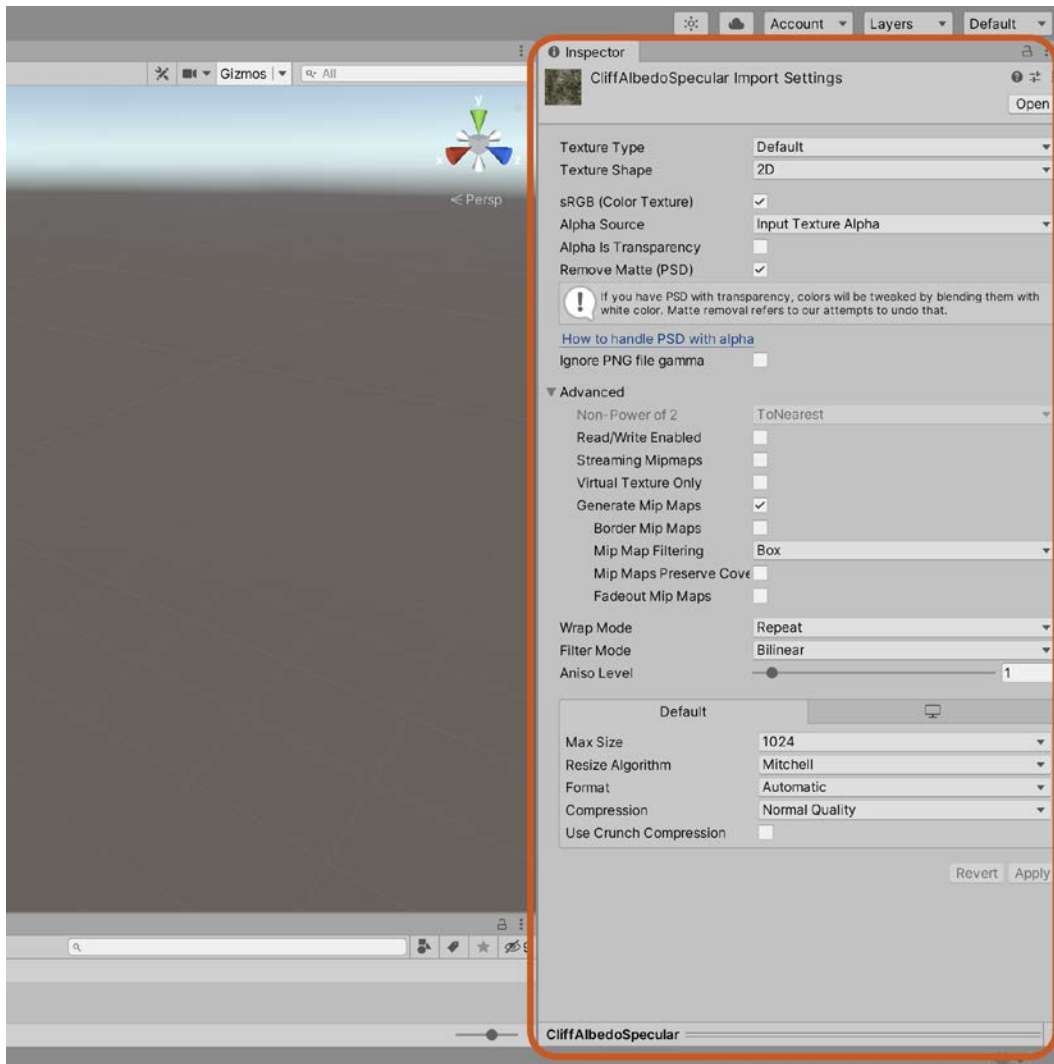 Account Layers Default
Inspector
Gizmos All
CliffAlbedoSpecular Import Settings
Open
y
x z
Persp
Texture Type Default
Texture Shape 2D
sRGB (Color Texture)
Alpha Source Input Texture Alpha
Alpha Is Transparency
Remove Matte (PSD)
If you have PSD with transparency, colors will be tweaked by blending them with
white color. Matte removal refers to our attempts to undo that.
How to handle PSD with alpha
Ignore PNG file gamma
Advanced
Non-Power of 2 ToNearest
Read/Write Enabled
Streaming Mipmaps
Virtual Texture Only
Generate Mip Maps
Border Mip Maps
Mip Map Filtering Box
Mip Maps Preserve Cove
Fadeout Mip Maps
Wrap Mode Repeat
Filter Mode Bilinear
Aniso Level 1
Default
Max Size 1024
Resize Algorithm Mitchell
Format Automatic
Compression Normal Quality
Use Crunch Compression
Revert Apply
CliffAlbedoSpecular